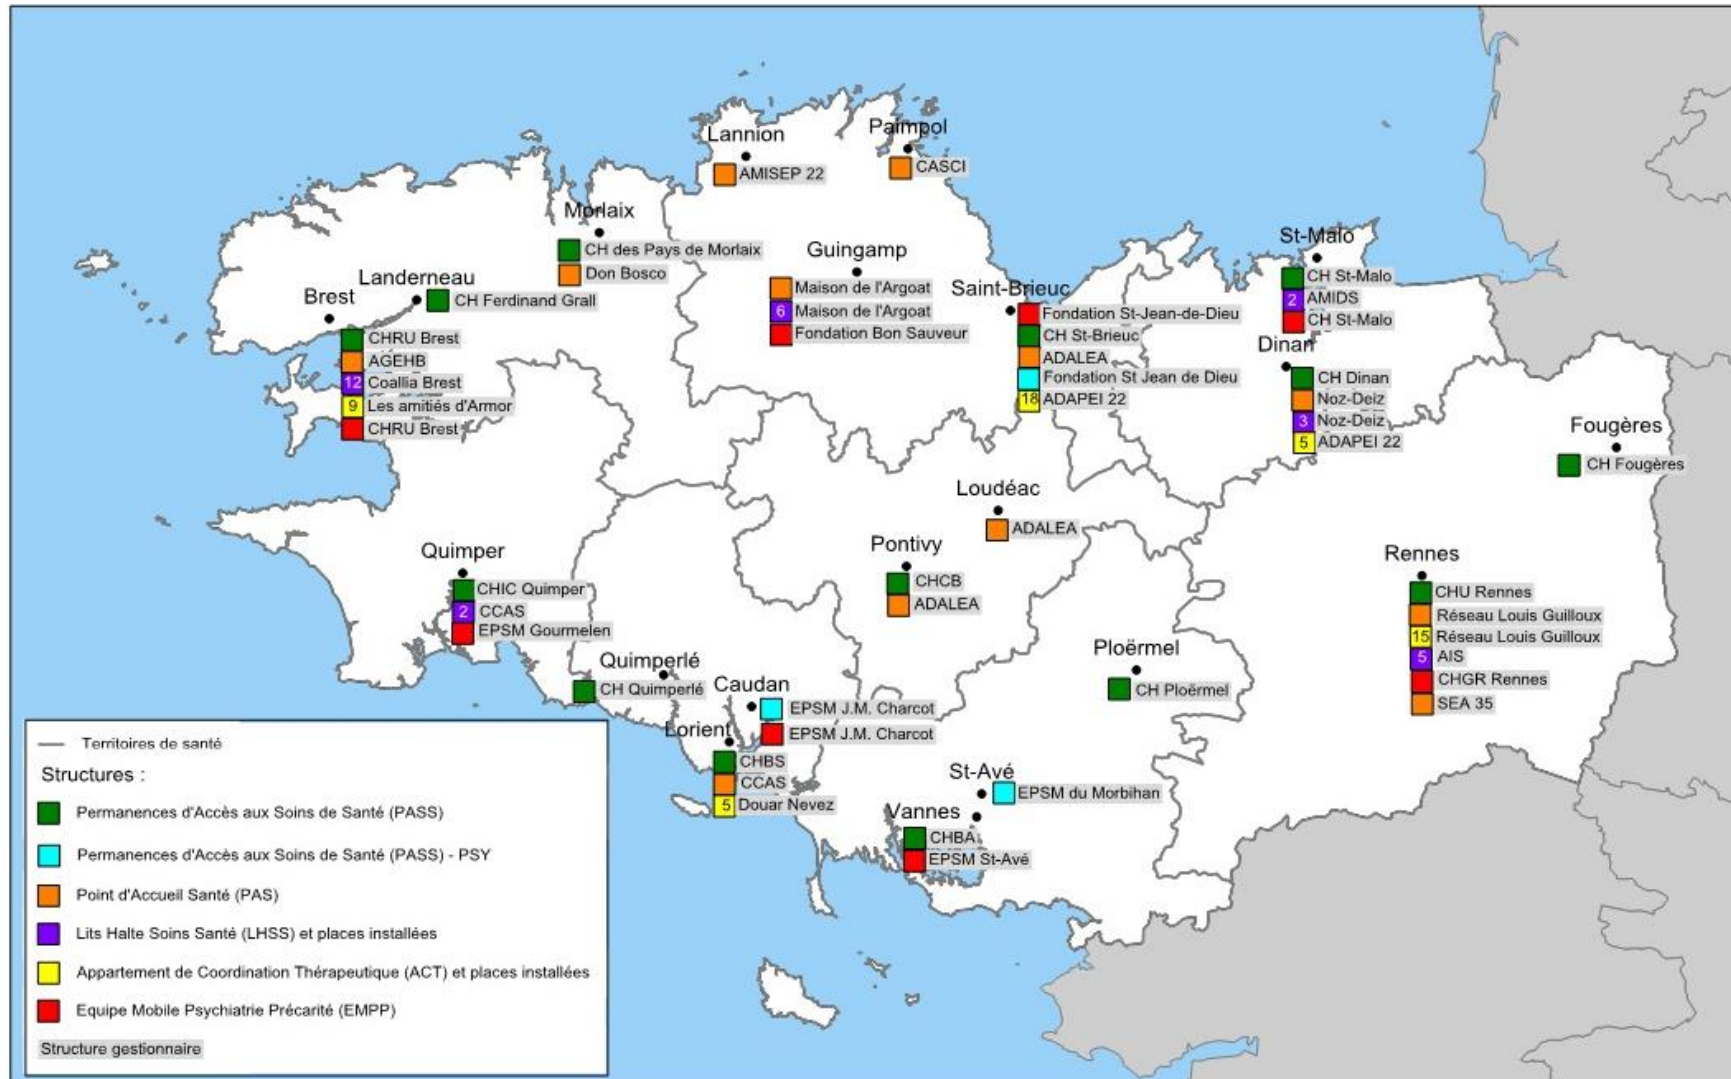 Lannion
AMISEP 22
Paimpol
CASCI
Morlaix
CH des Pays de Morlaix
Don Bosco
Landerneau
CH Ferdinand Grall
Brest
CHRU Brest
AGEHB
12 Coallia Brest
9 Les amitiés d'Armor
CHRU Brest
Guingamp
Maison de l'Argoat
6 Maison de l'Argoat
Fondation Bon Sauveur
Saint-Brieuc
Fondation St-Jean-de-Dieu
CH St-Brieuc
ADALEA
Fondation St Jean de Dieu
18 ADAPEI 22
St-Malo
CH St-Malo
2 AMIDS
CH St-Malo
Dinan
CH Dinan
Noz-Deiz
3 Noz-Deiz
5 ADAPEI 22
Fougères
CH Fougères
Loudéac
ADALEA
Pontivy
CHCB
ADALEA
Quimper
CHIC Quimper
2 CCAS
EPSM Gourmelen
Rennes
CHU Rennes
Réseau Louis Guilloux
15 Réseau Louis Guilloux
5 AIS
CHGR Rennes
SEA 35
Ploërmel
CH Ploërmel
Quimperlé
CH Quimperlé
Caudan
EPSM J.M. Charcot
EPSM J.M. Charcot
Lorient
CHBS
CCAS
5 Douar Nevez
St-Avé
EPSM du Morbihan
Vannes
CHBA
EPSM St-Avé
Territoires de santé
Structures :
Permanences d'Accès aux Soins de Santé (PASS)
Permanences d'Accès aux Soins de Santé (PASS) - PSY
Point d'Accueil Santé (PAS)
Lits Halte Soins Santé (LHSS) et places installées
Appartement de Coordination Thérapeutique (ACT) et places installées
Equipe Mobile Psychiatrie Précarité (EMPP)
Structure gestionnaire